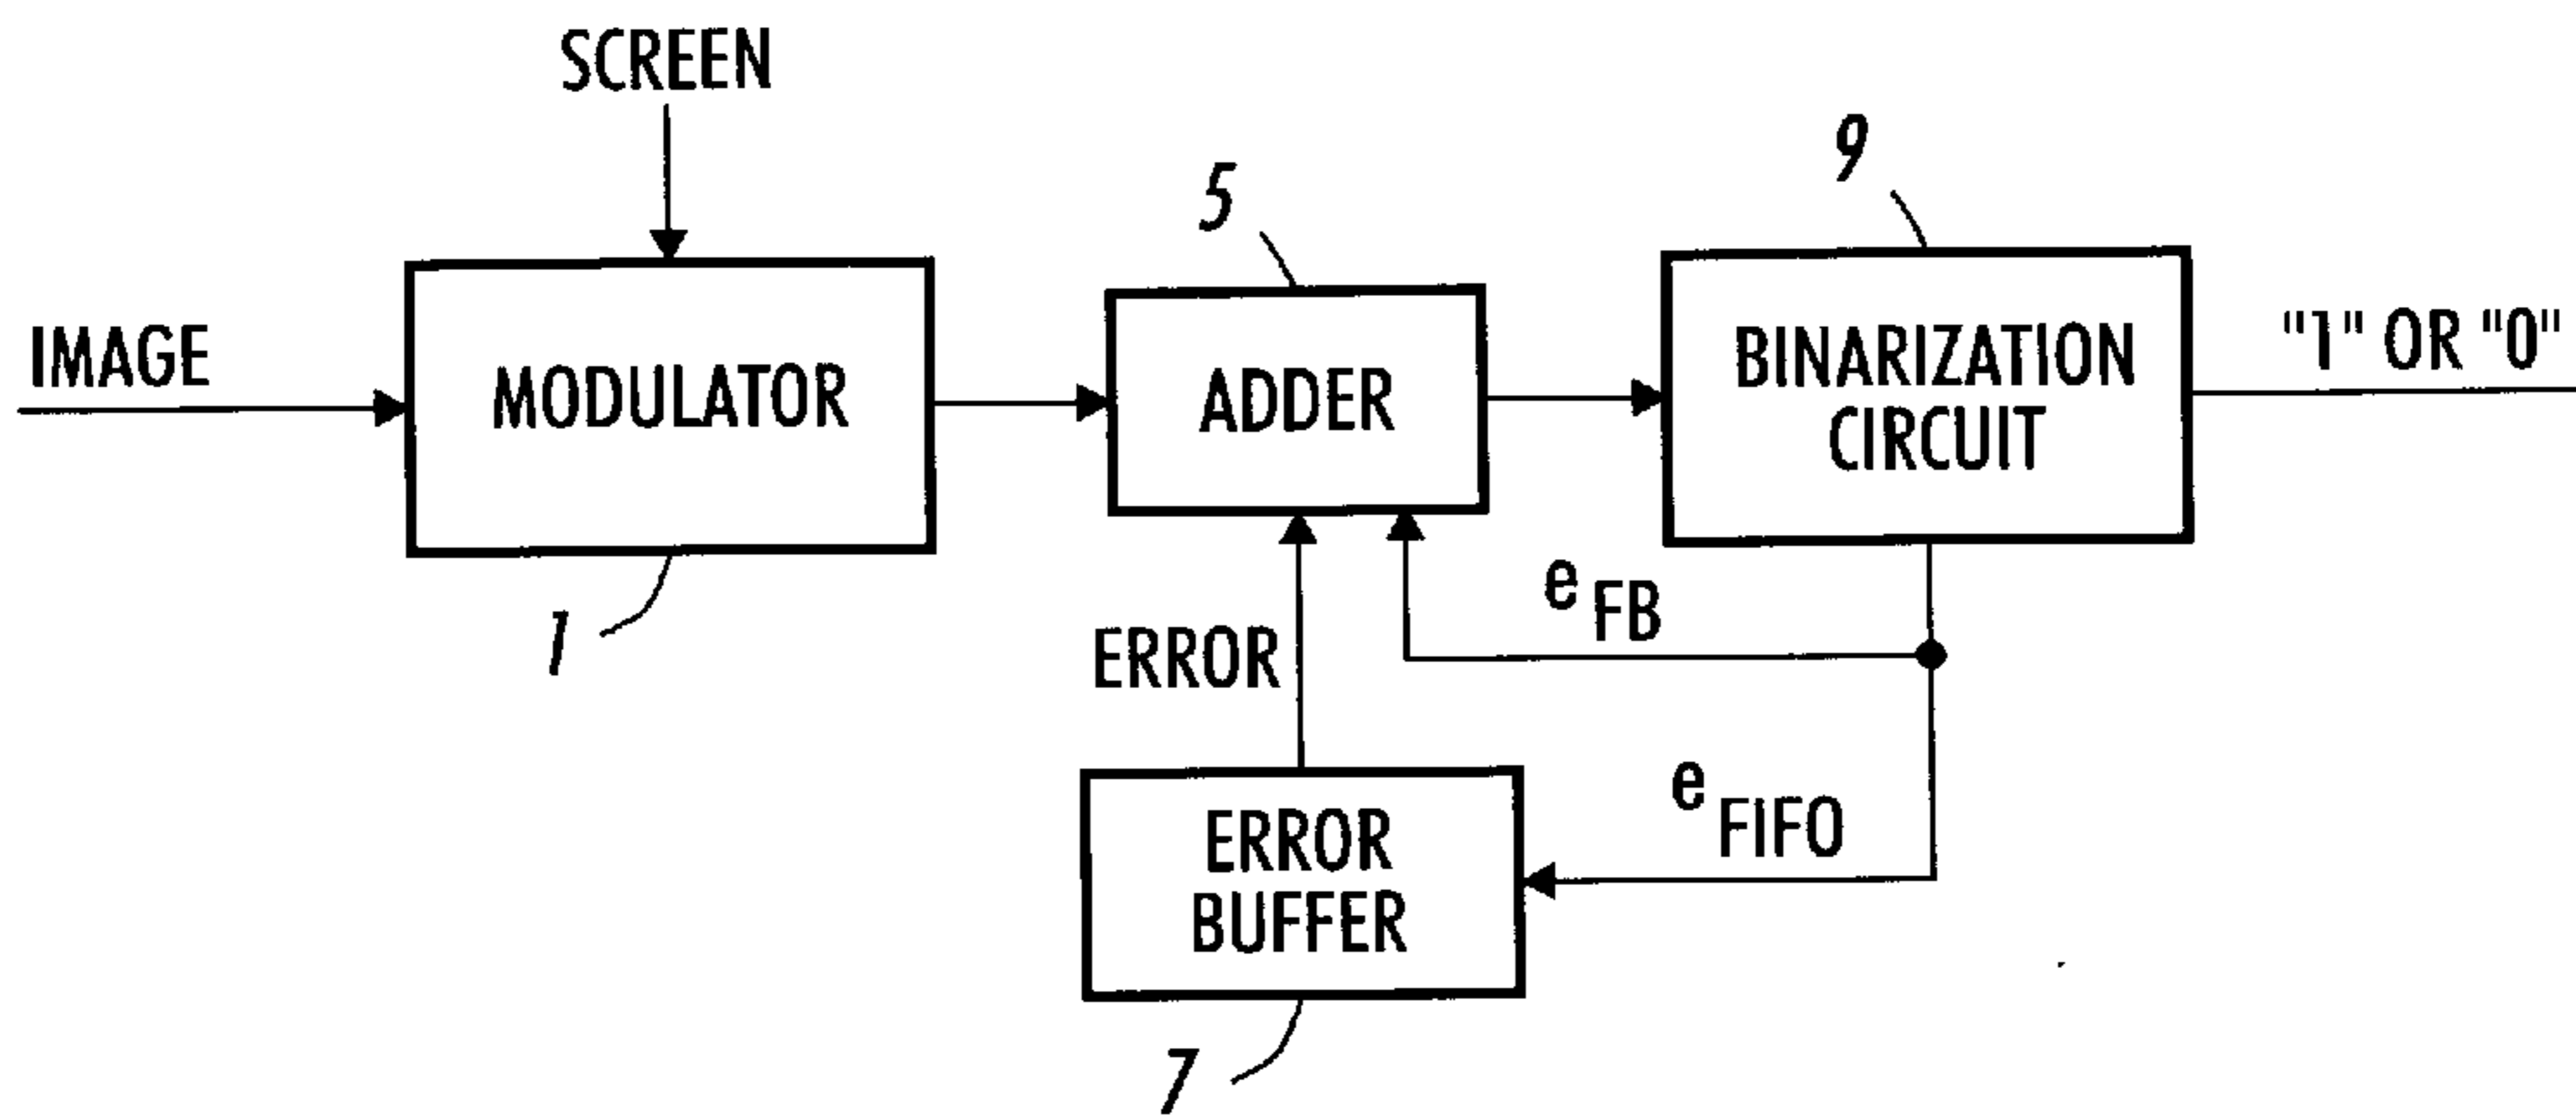 SCREEN
9
5
IMAGE
MODULATOR
ADDER
BINARIZATION
CIRCUIT
"1" OR "0"
1
ERROR
e FB
e FIFO
ERROR
BUFFER
7